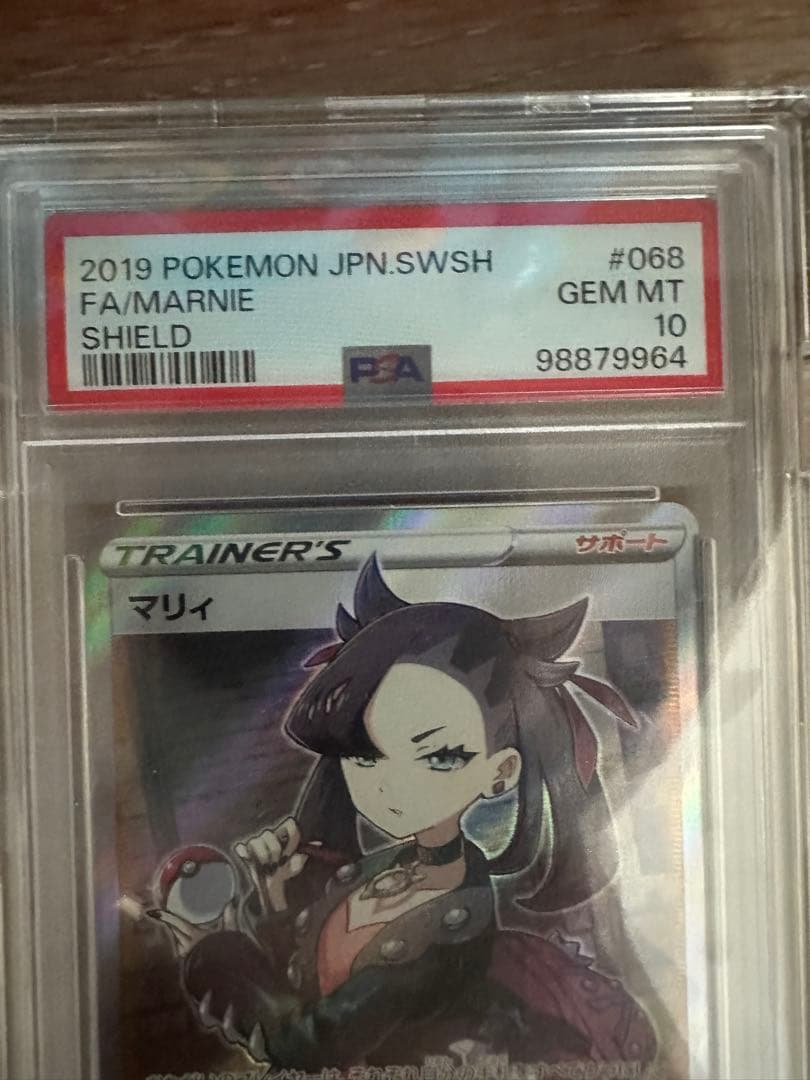 2019 POKEMON JPN.SWSH #068
FA/MARNIE GEM MT
SHIELD 10
98879964
PSA
TRAINER'S サポート
マリィ